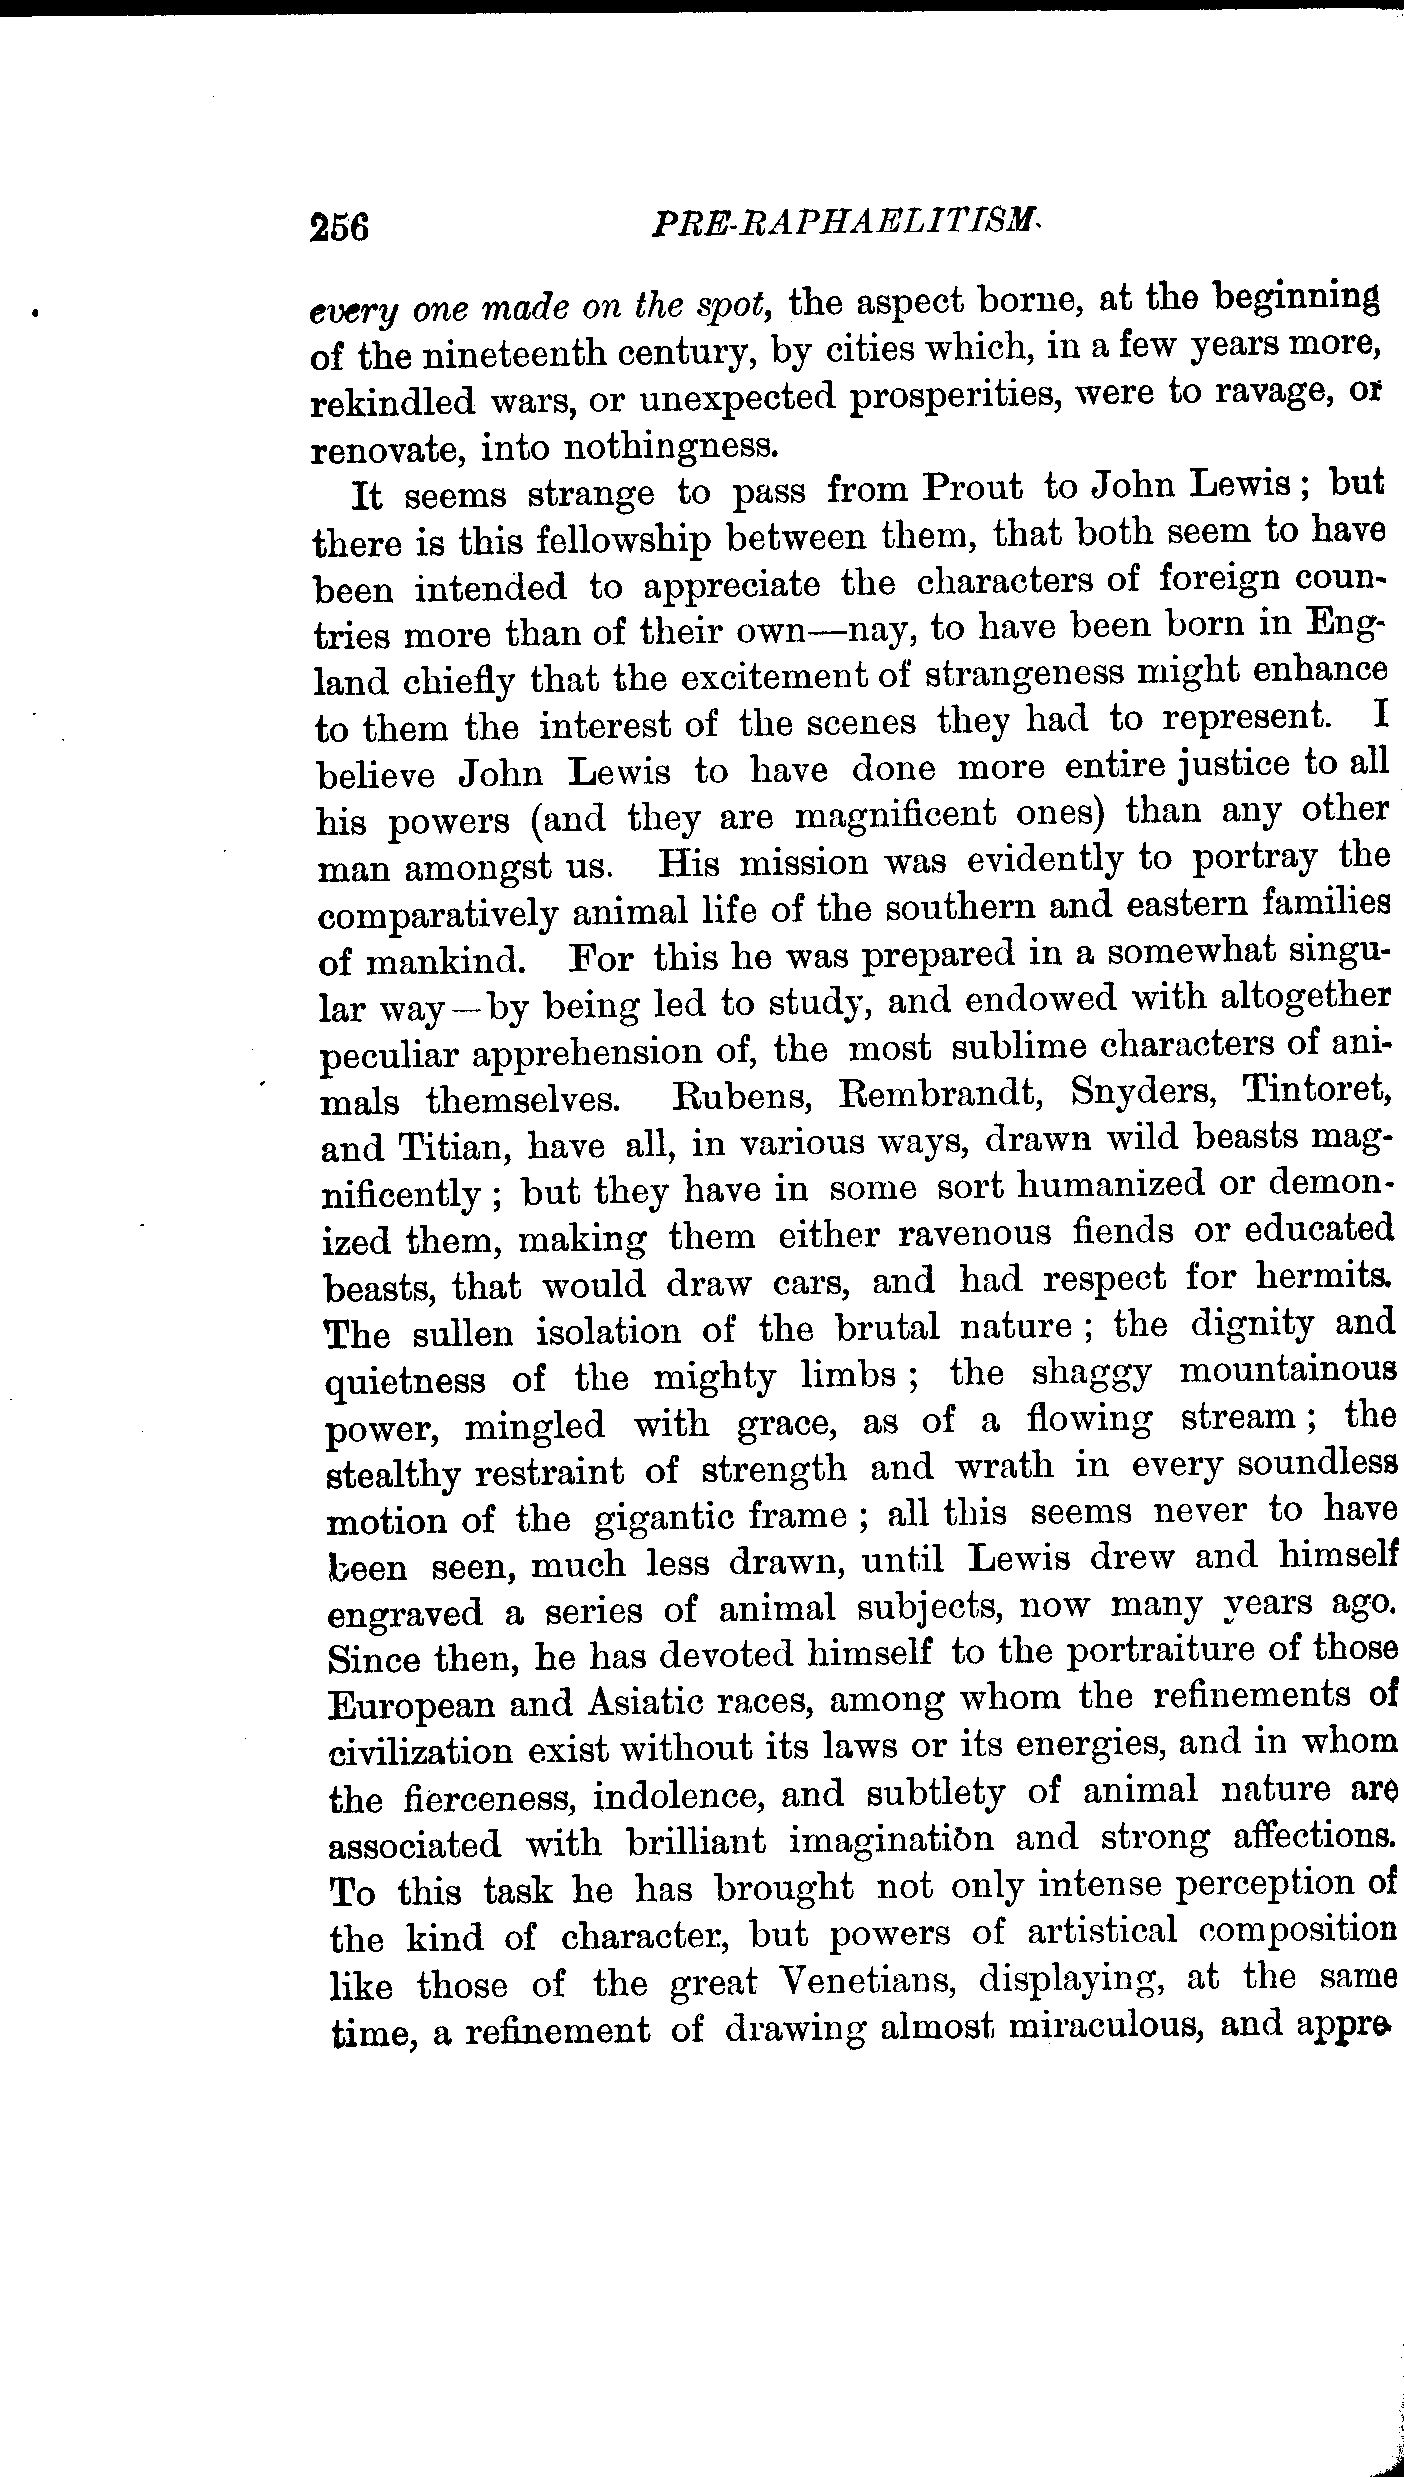 256 PRE-RAPHAELITISM.
every one made on the spot, the aspect borne, at the beginning
of the nineteenth century, by cities which, in a few years more,
rekindled wars, or unexpected prosperities, were to ravage, or
renovate, into nothingness.
It seems strange to pass from Prout to John Lewis; but
there is this fellowship between them, that both seem to have
been intended to appreciate the characters of foreign coun-
tries more than of their own—nay, to have been born in Eng-
land chiefly that the excitement of strangeness might enhance
to them the interest of the scenes they had to represent. I
believe John Lewis to have done more entire justice to all
his powers (and they are magnificent ones) than any other
man amongst us. His mission was evidently to portray the
comparatively animal life of the southern and eastern families
of mankind. For this he was prepared in a somewhat singu-
lar way—by being led to study, and endowed with altogether
peculiar apprehension of, the most sublime characters of ani-
mals themselves. Rubens, Rembrandt, Snyders, Tintoret,
and Titian, have all, in various ways, drawn wild beasts mag-
nificently; but they have in some sort humanized or demon-
ized them, making them either ravenous fiends or educated
beasts, that would draw cars, and had respect for hermits.
The sullen isolation of the brutal nature; the dignity and
quietness of the mighty limbs; the shaggy mountainous
power, mingled with grace, as of a flowing stream; the
stealthy restraint of strength and wrath in every soundless
motion of the gigantic frame; all this seems never to have
been seen, much less drawn, until Lewis drew and himself
engraved a series of animal subjects, now many years ago.
Since then, he has devoted himself to the portraiture of those
European and Asiatic races, among whom the refinements of
civilization exist without its laws or its energies, and in whom
the fierceness, indolence, and subtlety of animal nature are
associated with brilliant imagination and strong affections.
To this task he has brought not only intense perception of
the kind of character, but powers of artistical composition
like those of the great Venetians, displaying, at the same
time, a refinement of drawing almost miraculous, and appre-